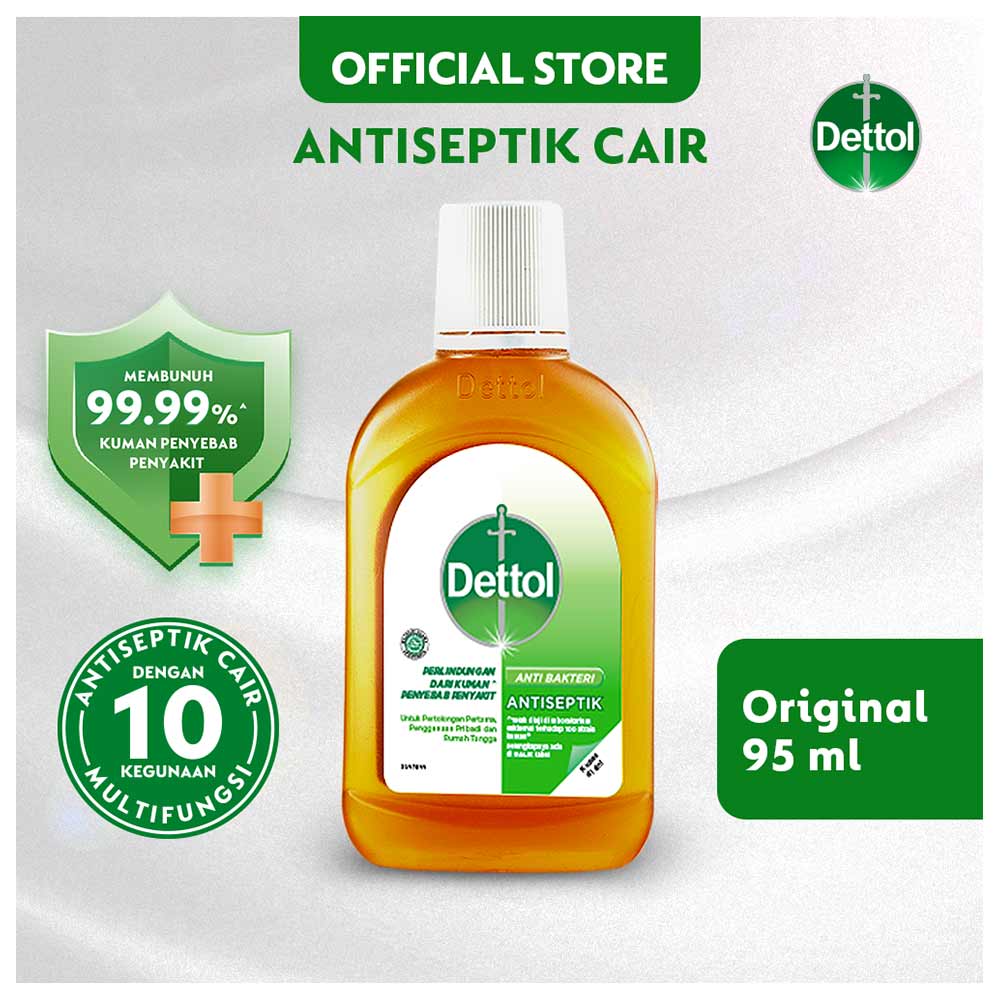 OFFICIAL STORE
ANTISEPTIK CAIR
Dettol
MEMBUNUH
99.99%^
KUMAN PENYEBAB
PENYAKIT
Dettol
Dettol
PERLINDUNGAN
DARI KUMAN^
PENYEBAB PENYAKIT
Untuk Pertolongan Pertama,
Penggunaan Pribadi dan
Rumah Tangga
ANTI BAKTERI
ANTISEPTIK
ANTISEPTIK CAIR
DENGAN
10
KEGUNAAN
MULTIFUNGSI
Original
95 ml